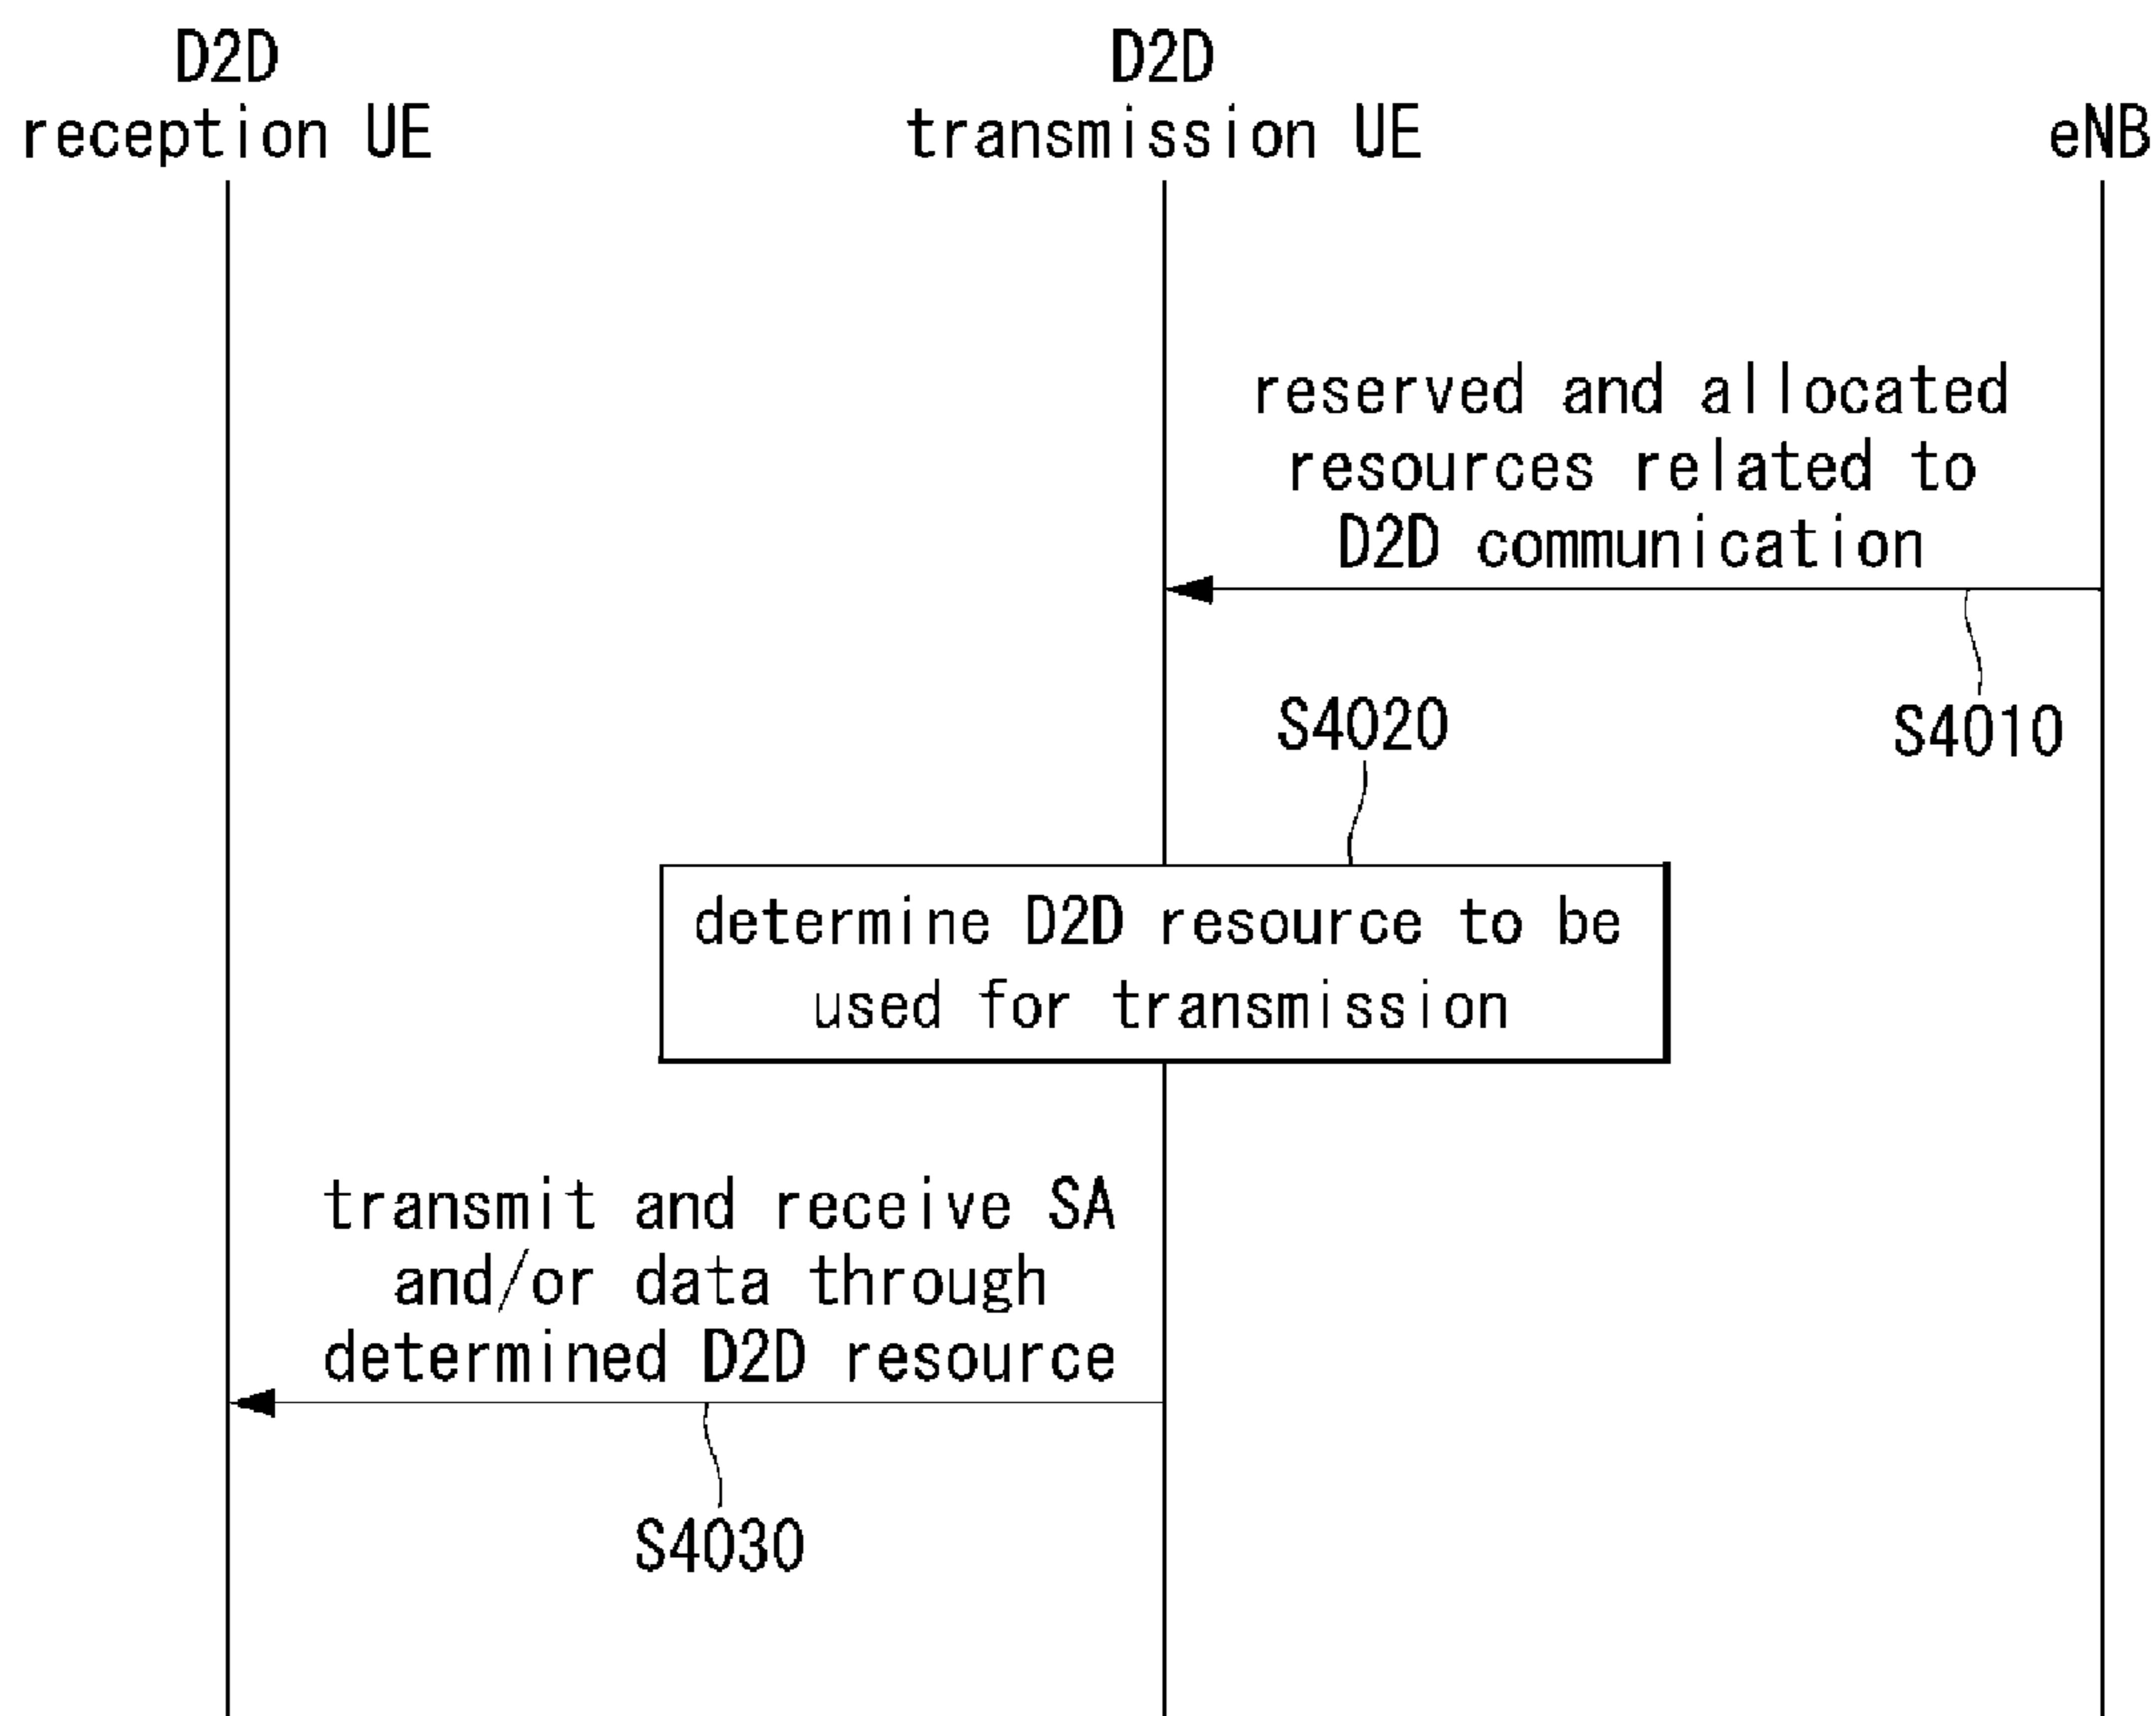 D2D
reception UE
D2D
transmission UE
eNB
reserved and allocated
resources related to
D2D communication
S4010
S4020
determine D2D resource to be
used for transmission
transmit and receive SA
and/or data through
determined D2D resource
S4030